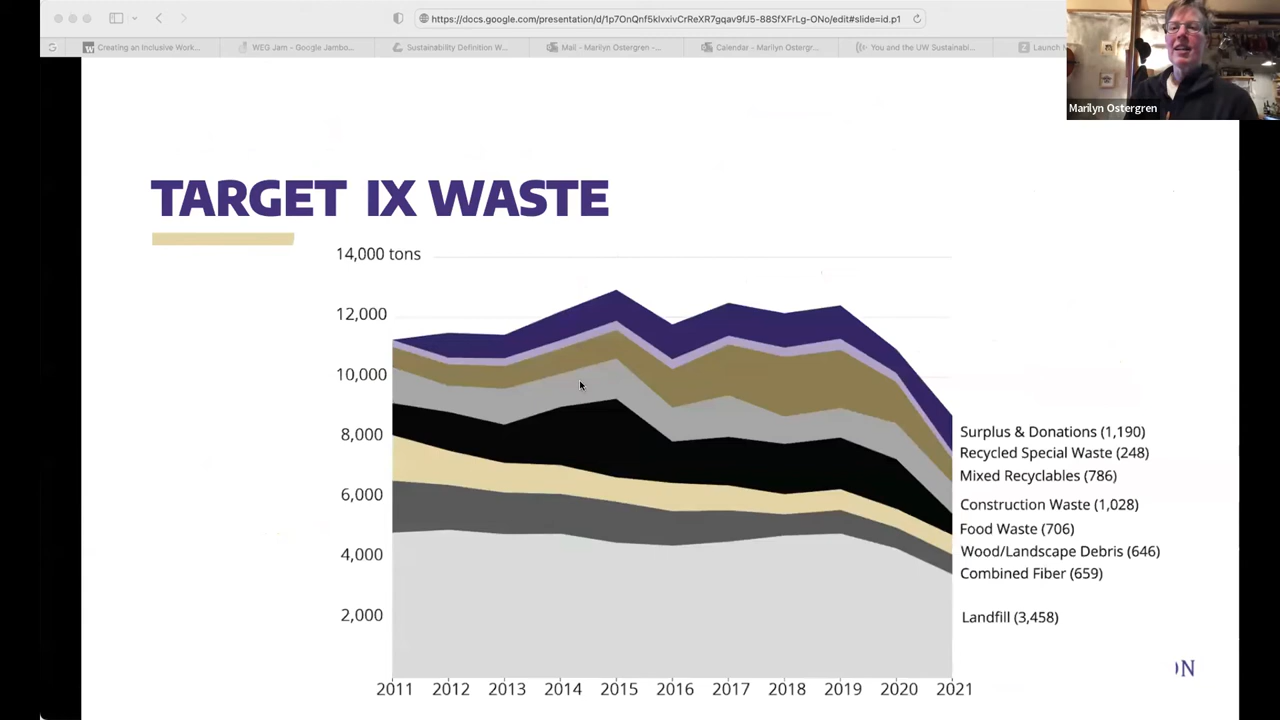 https://docs.google.com/presentation/d/1p7OnQnf5klvxivCrReXR7gqav9fJ5-88SfXFrLg-ONo/edit#slide=id.p1
Creating an Inclusive Work...
WEG Jam - Google Jambo...
Sustainability Definition W...
Mail - Marilyn Ostergren -...
Calendar - Marilyn Ostergr...
You and the UW Sustainabl...
Launch
Marilyn Ostergren
TARGET IX WASTE
14,000 tons
12,000
10,000
8,000
6,000
4,000
2,000
Surplus & Donations (1,190)
Recycled Special Waste (248)
Mixed Recyclables (786)
Construction Waste (1,028)
Food Waste (706)
Wood/Landscape Debris (646)
Combined Fiber (659)
Landfill (3,458)
2011 2012 2013 2014 2015 2016 2017 2018 2019 2020 2021